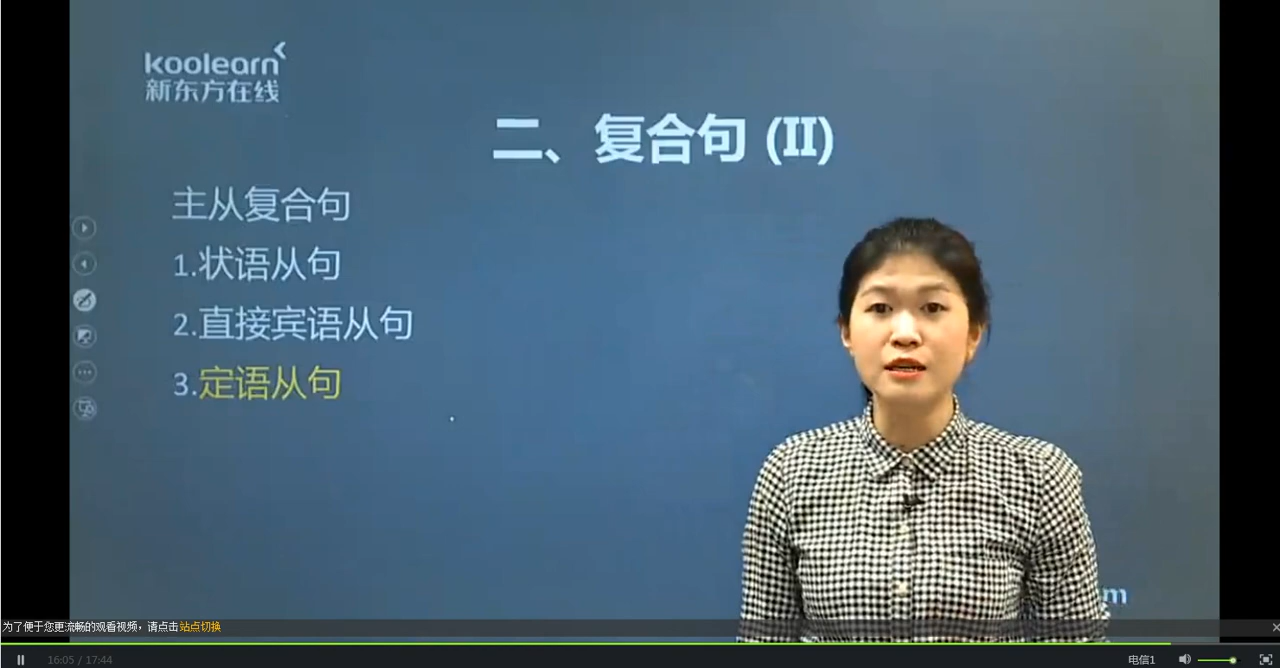 koolearn
新东方在线
二、复合句 (II)
主从复合句
1.状语从句
2.直接宾语从句
3.定语从句
m
为了便于您更流畅的观看视频，请点击站点切换
16:05 / 17:44
电信1